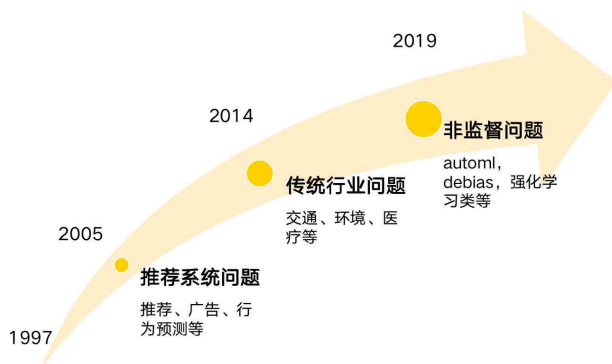 2019
2014
非监督问题
automl,
debias，强化学
习类等
传统行业问题
交通、环境、医
疗等
2005
推荐系统问题
推荐、广告、行
为预测等
1997